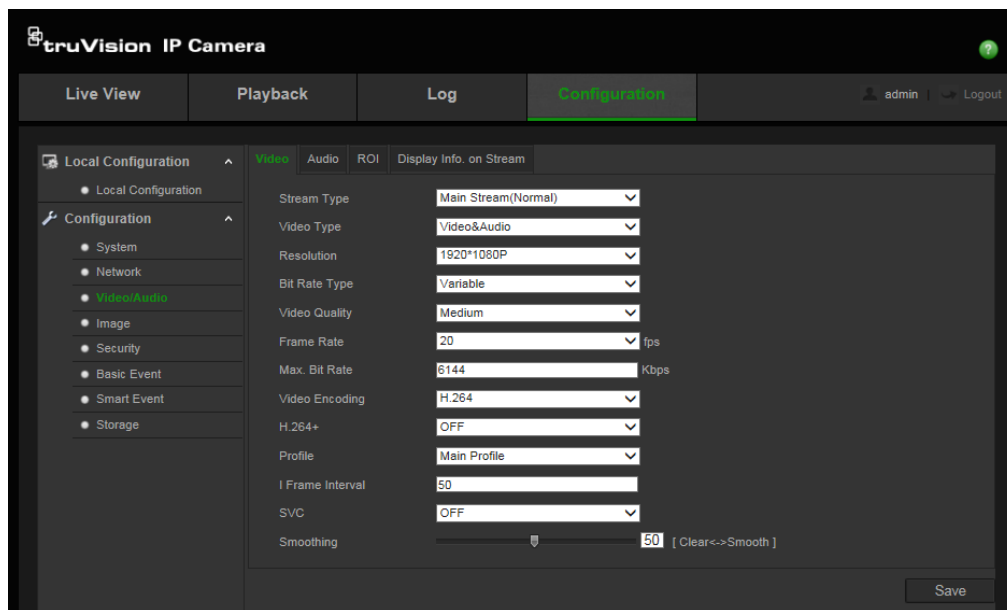 truVision IP Camera
?
Live View Playback Log Configuration admin | Logout
Local Configuration
Local Configuration
Configuration
System
Network
Video/Audio
Image
Security
Basic Event
Smart Event
Storage
Video Audio ROI Display Info. on Stream
Stream Type Main Stream(Normal)
Video Type Video&Audio
Resolution 1920*1080P
Bit Rate Type Variable
Video Quality Medium
Frame Rate 20 fps
Max. Bit Rate 6144 Kbps
Video Encoding H.264
H.264+ OFF
Profile Main Profile
I Frame Interval 50
SVC OFF
Smoothing 50 [ Clear<->Smooth ]
Save